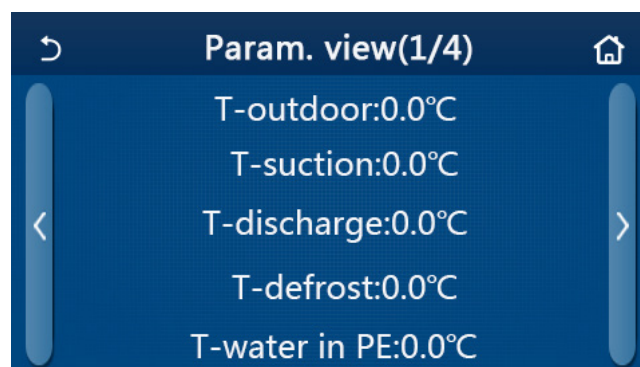 Param. view(1/4)
T-outdoor:0.0℃
T-suction:0.0℃
T-discharge:0.0℃
T-defrost:0.0℃
T-water in PE:0.0℃